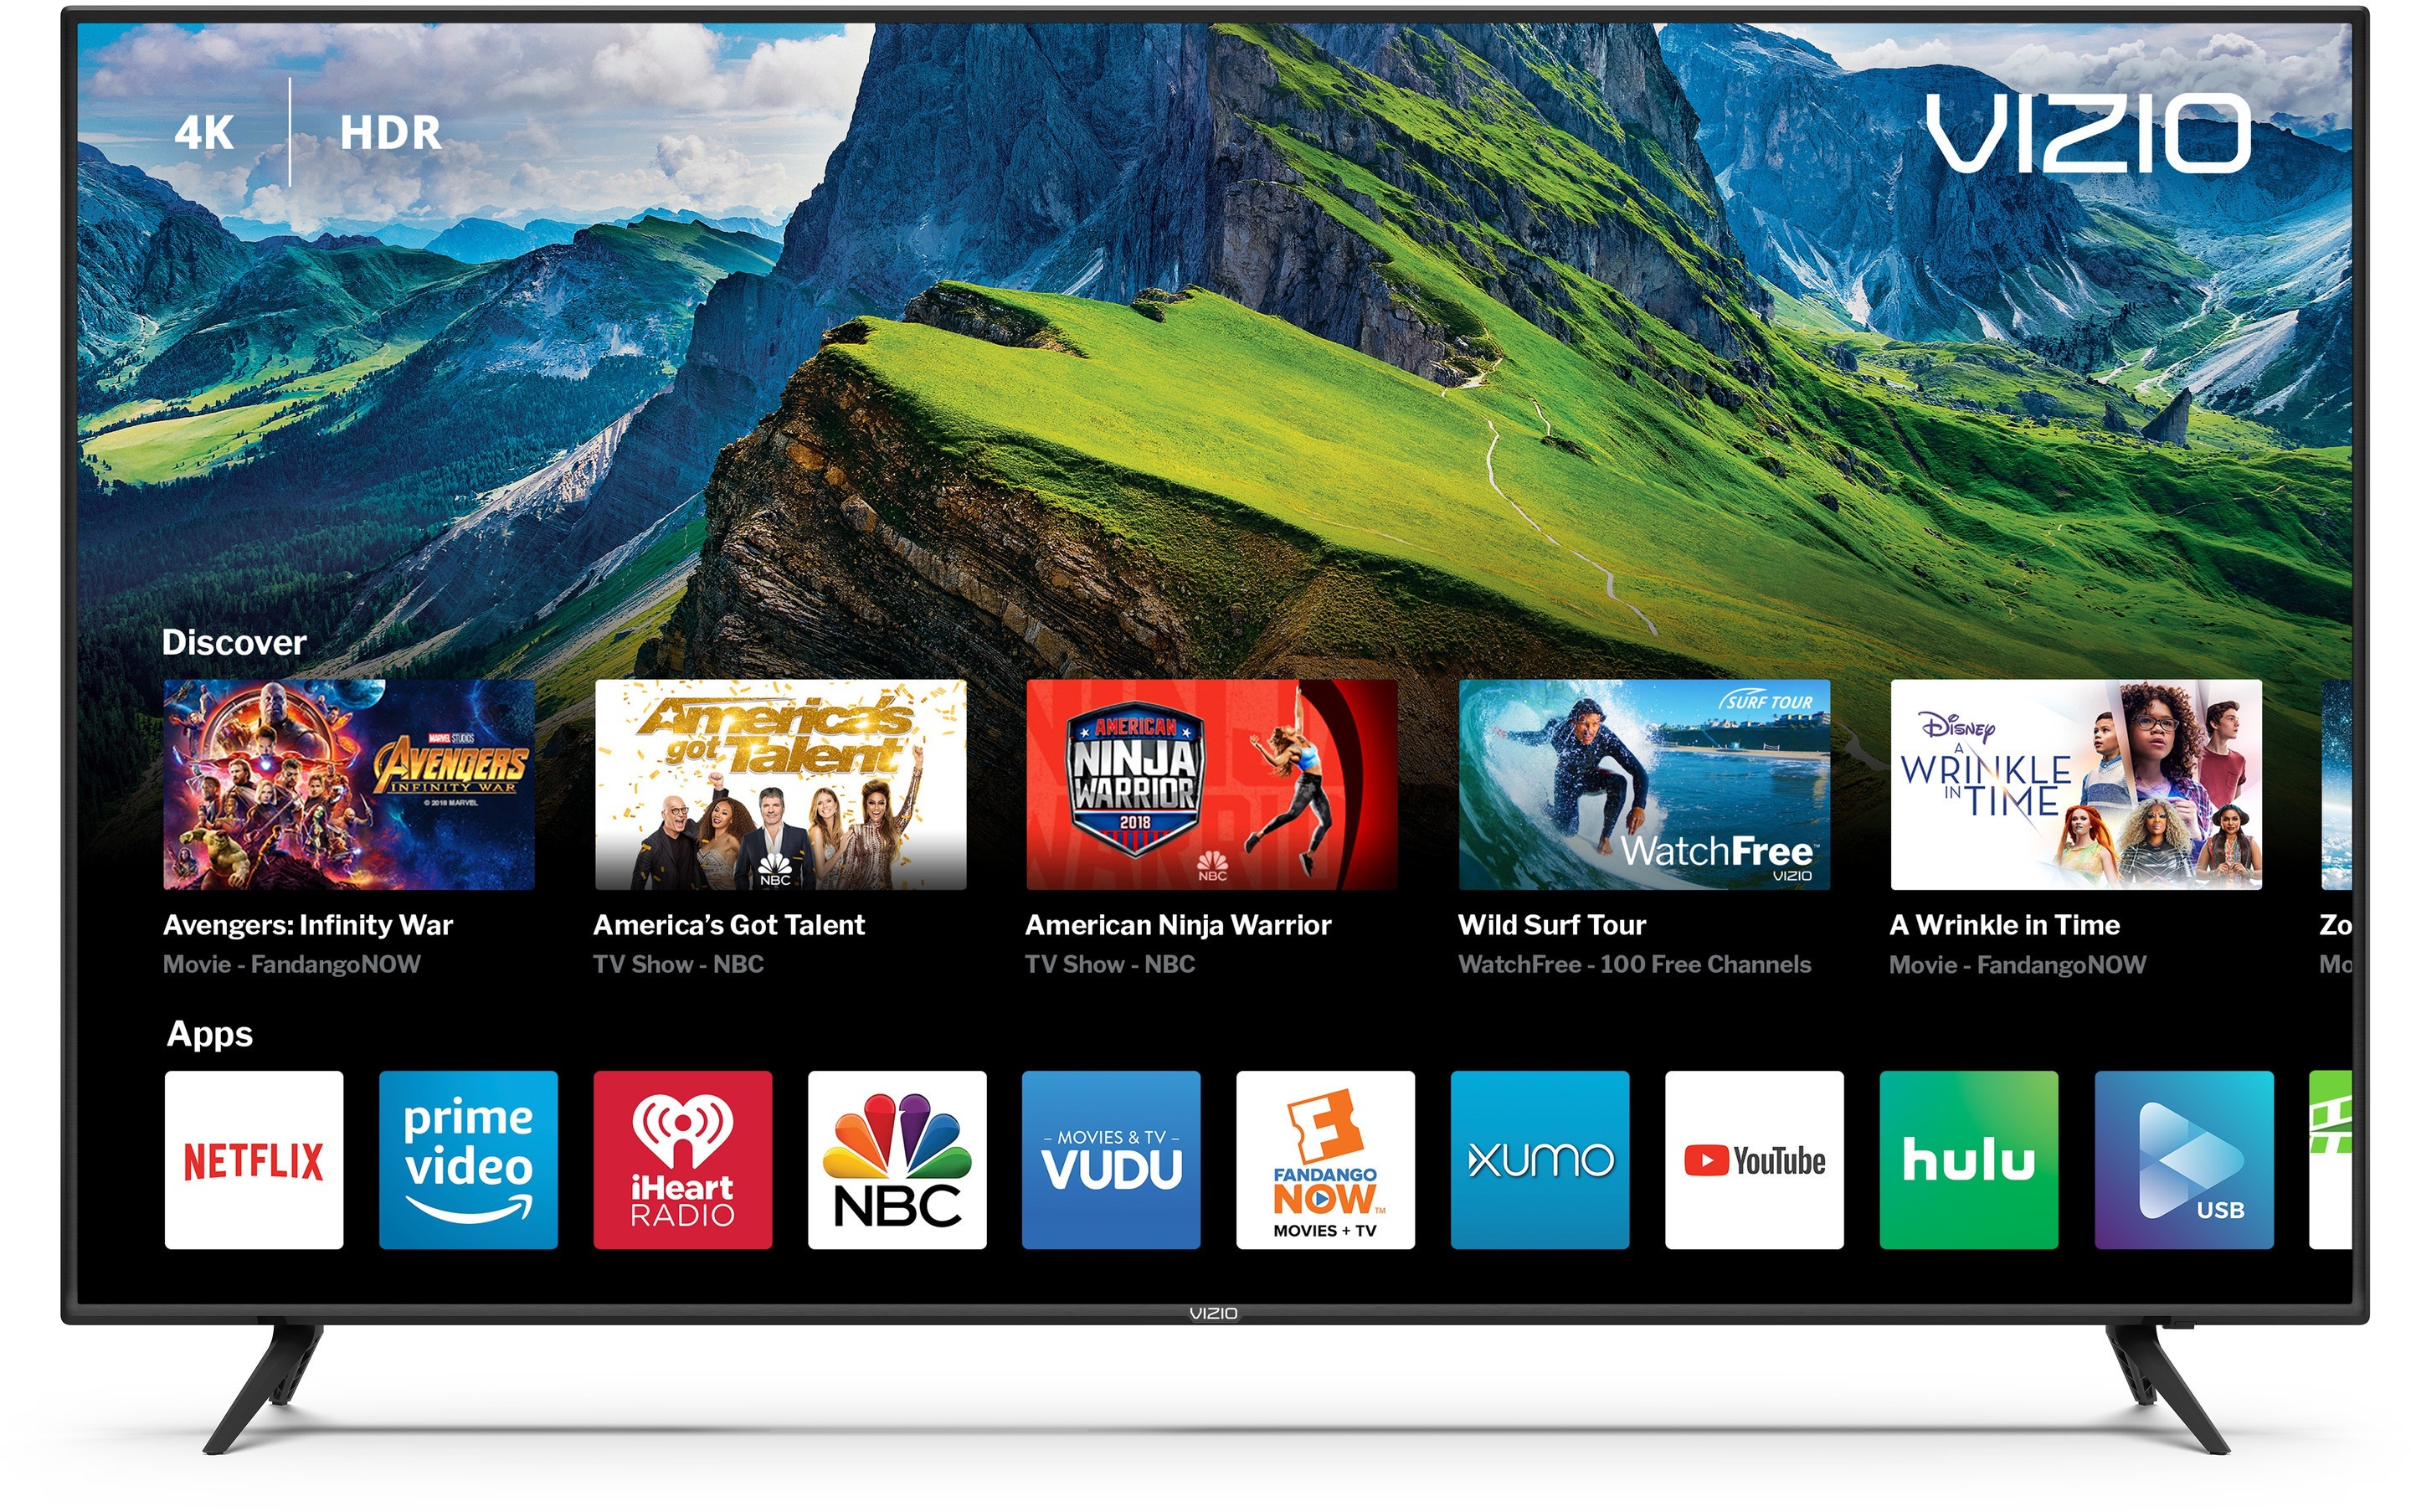 4K | HDR
VIZIO
Discover
MARVEL STUDIOS
AVENGERS
INFINITY WAR
© 2018 MARVEL
America's
got Talent
NBC
AMERICAN
NINJA
WARRIOR
2018
NBC
SURF TOUR
WatchFree™
VIZIO
Disney
A
WRINKLE
IN TIME
Avengers: Infinity War
Movie - FandangoNOW
America's Got Talent
TV Show - NBC
American Ninja Warrior
TV Show - NBC
Wild Surf Tour
WatchFree - 100 Free Channels
A Wrinkle in Time
Movie - FandangoNOW
Zo
Mo
Apps
NETFLIX
prime
video
iHeart
RADIO
NBC
– MOVIES & TV –
VUDU
FANDANGO
NOW™
MOVIES + TV
XUMO
YouTube
hulu
USB
VIZIO